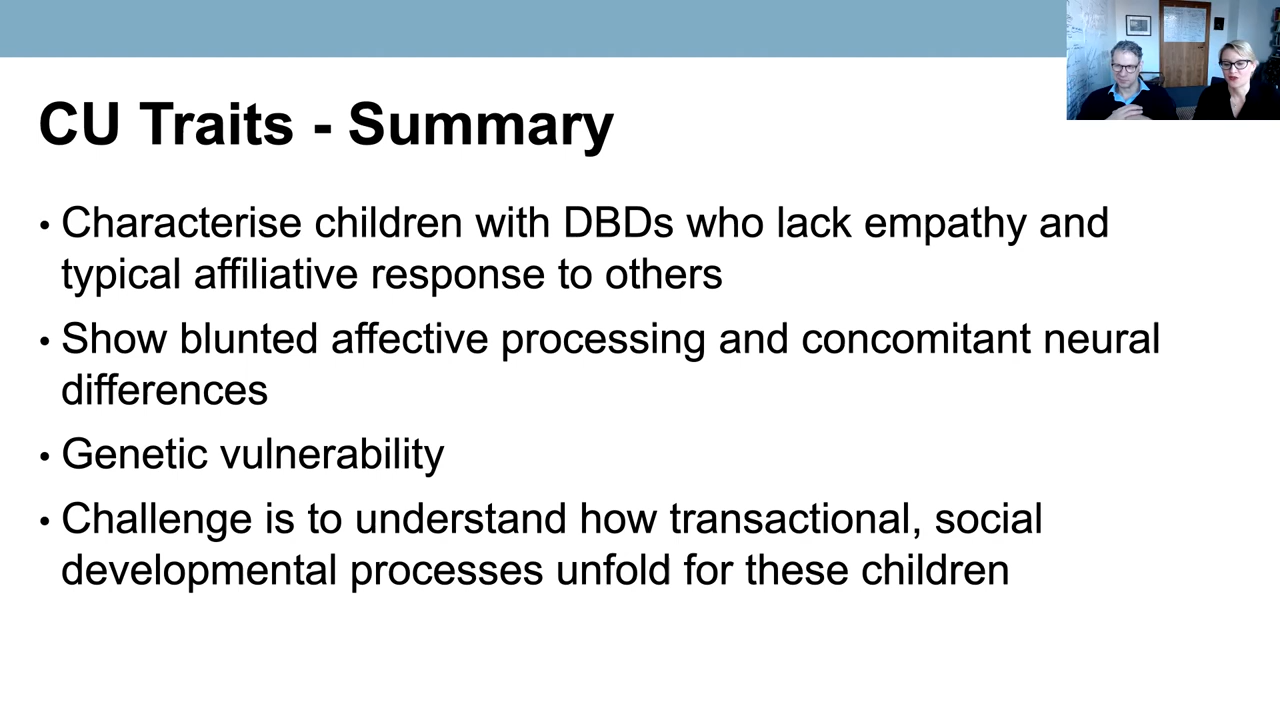 CU Traits - Summary
• Characterise children with DBDs who lack empathy and
typical affiliative response to others
• Show blunted affective processing and concomitant neural
differences
• Genetic vulnerability
• Challenge is to understand how transactional, social
developmental processes unfold for these children